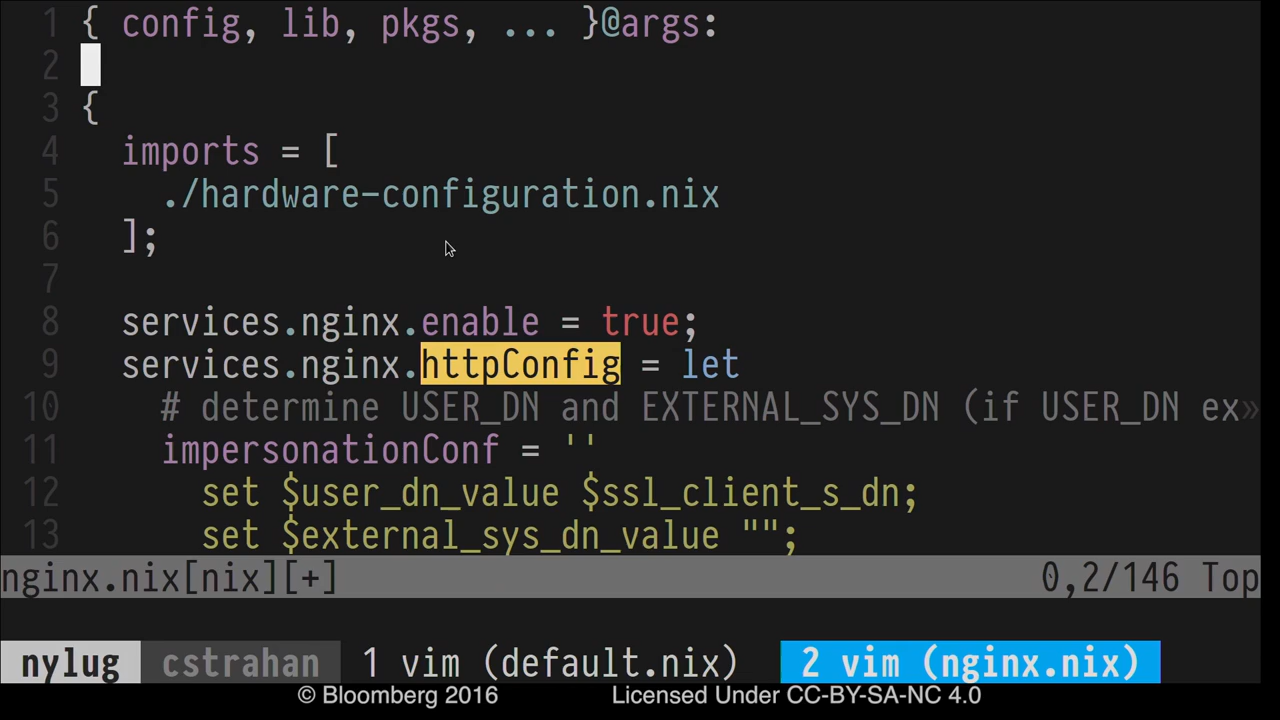 1 { config, lib, pkgs, ... }@args:
2
3 {
4   imports = [
5     ./hardware-configuration.nix
6   ];
7
8   services.nginx.enable = true;
9   services.nginx.httpConfig = let
10     # determine USER_DN and EXTERNAL_SYS_DN (if USER_DN ex»
11     impersonationConf = ''
12       set $user_dn_value $ssl_client_s_dn;
13       set $external_sys_dn_value "";
nginx.nix[nix][+] 0,2/146 Top
nylug cstrahan 1 vim (default.nix) 2 vim (nginx.nix)
© Bloomberg 2016 Licensed Under CC-BY-SA-NC 4.0